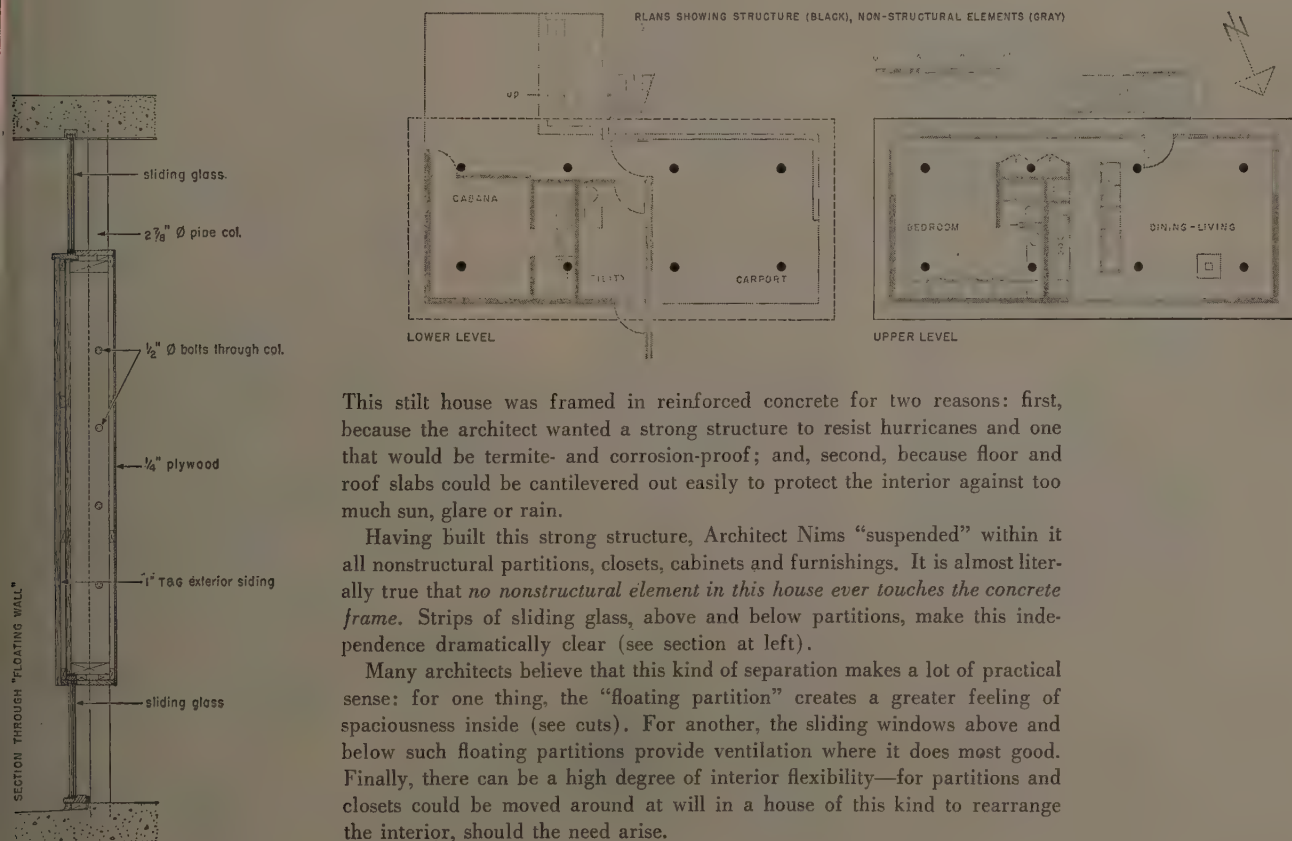 RLANS SHOWING STRUCTURE (BLACK), NON-STRUCTURAL ELEMENTS (GRAY)
N
UP
CABANA
CARPORT
LOWER LEVEL
BEDROOM
DINING-LIVING
UPPER LEVEL
sliding glass.
2⅞" Ø pipe col.
½" Ø bolts through col.
¼" plywood
1" T&G exterior siding
sliding glass
SECTION THROUGH "FLOATING WALL"
This stilt house was framed in reinforced concrete for two reasons: first,
because the architect wanted a strong structure to resist hurricanes and one
that would be termite- and corrosion-proof; and, second, because floor and
roof slabs could be cantilevered out easily to protect the interior against too
much sun, glare or rain.
Having built this strong structure, Architect Nims “suspended” within it
all nonstructural partitions, closets, cabinets and furnishings. It is almost liter-
ally true that no nonstructural element in this house ever touches the concrete
frame. Strips of sliding glass, above and below partitions, make this inde-
pendence dramatically clear (see section at left).
Many architects believe that this kind of separation makes a lot of practical
sense: for one thing, the “floating partition” creates a greater feeling of
spaciousness inside (see cuts). For another, the sliding windows above and
below such floating partitions provide ventilation where it does most good.
Finally, there can be a high degree of interior flexibility—for partitions and
closets could be moved around at will in a house of this kind to rearrange
the interior, should the need arise.